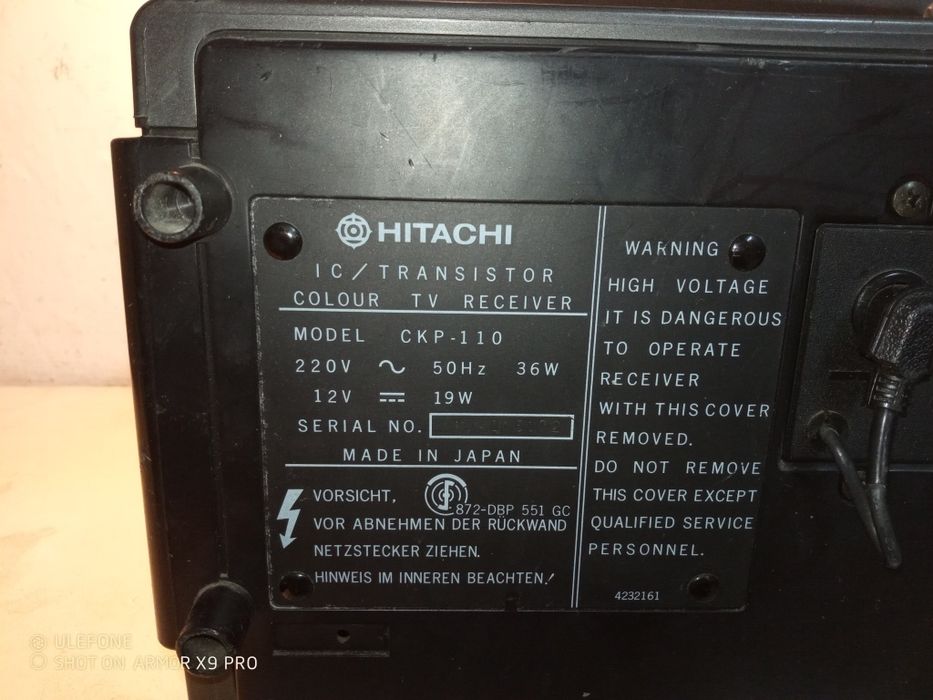 HITACHI
IC/TRANSISTOR
COLOUR TV RECEIVER
MODEL CKP-110
220V 50Hz 36W
12V 19W
SERIAL NO.
MADE IN JAPAN
VORSICHT,
872-DBP 551 GC
VOR ABNEHMEN DER RÜCKWAND
NETZSTECKER ZIEHEN.
HINWEIS IM INNEREN BEACHTEN!
WARNING
HIGH VOLTAGE
IT IS DANGEROUS
TO OPERATE
RECEIVER
WITH THIS COVER
REMOVED.
DO NOT REMOVE
THIS COVER EXCEPT
QUALIFIED SERVICE
PERSONNEL.
4232161
ULEFONE
SHOT ON ARMOR X9 PRO